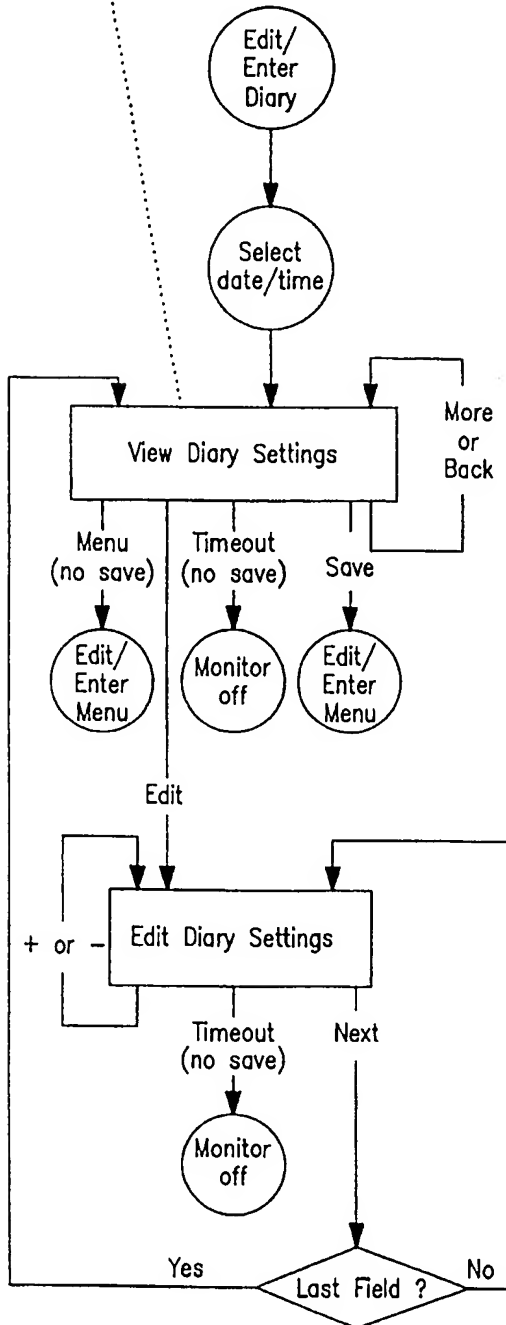 Edit/
Enter
Diary
Select
date/time
More
or
Back
View Diary Settings
Menu
(no save)
Timeout
(no save)
Save
Edit/
Enter
Menu
Monitor
off
Edit/
Enter
Menu
Edit
+ or -
Edit Diary Settings
Timeout
(no save)
Next
Monitor
off
Yes
Last Field ?
No